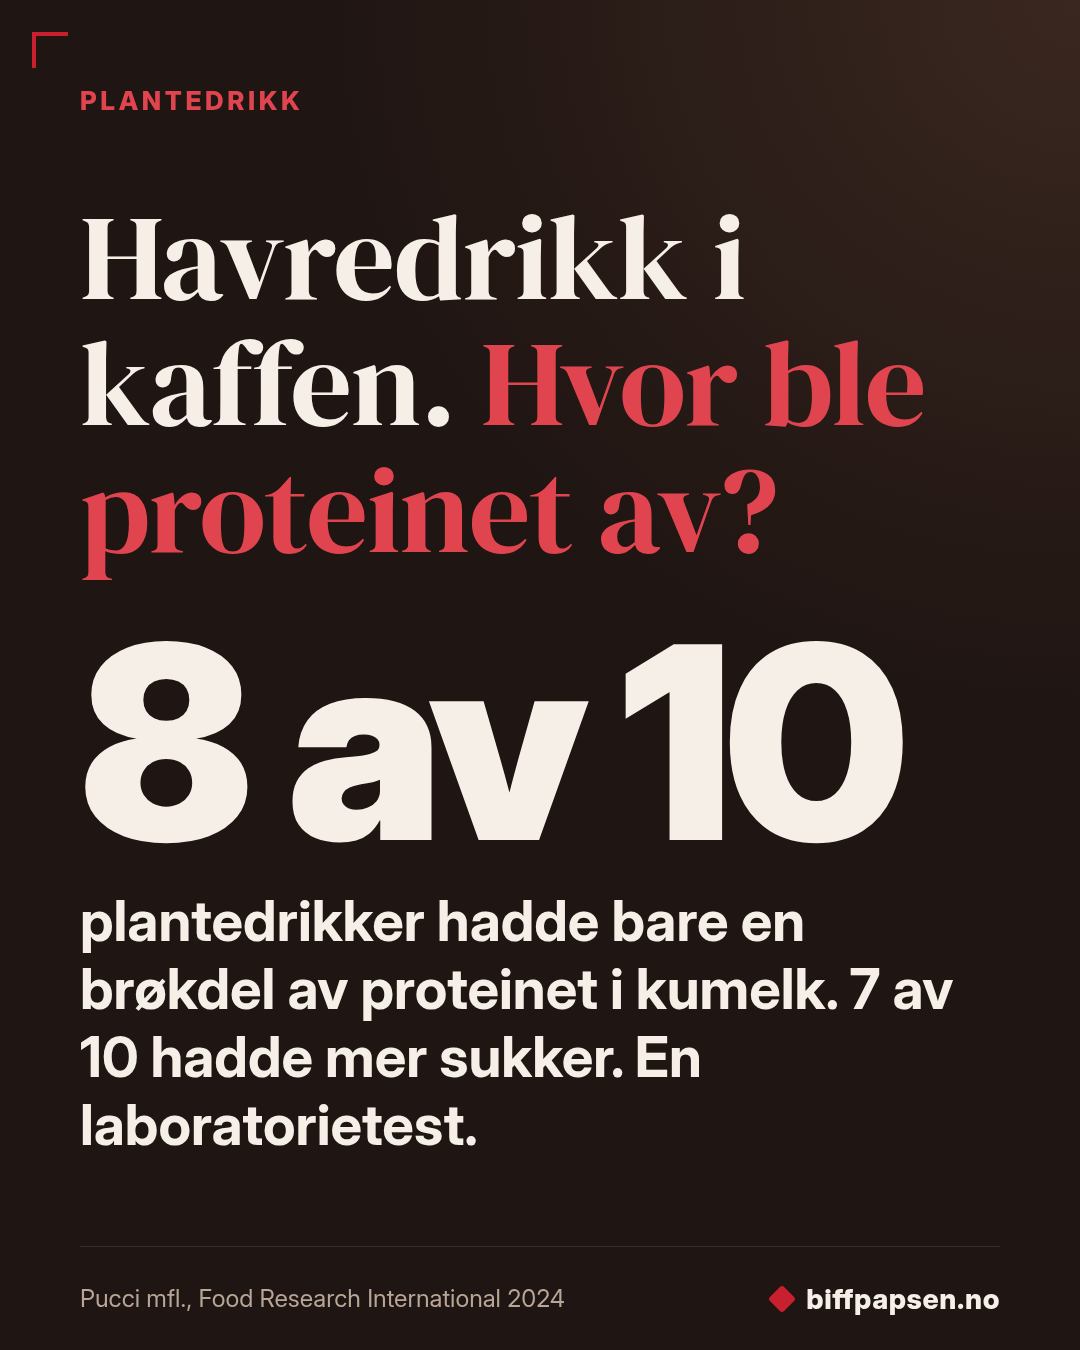 PLANTEDRIKK
Havredrikk i
kaffen. Hvor ble
proteinet av?
8 av 10
plantedrikker hadde bare en
brøkdel av proteinet i kumelk. 7 av
10 hadde mer sukker. En
laboratorietest.
Pucci mfl., Food Research International 2024
biffpapsen.no